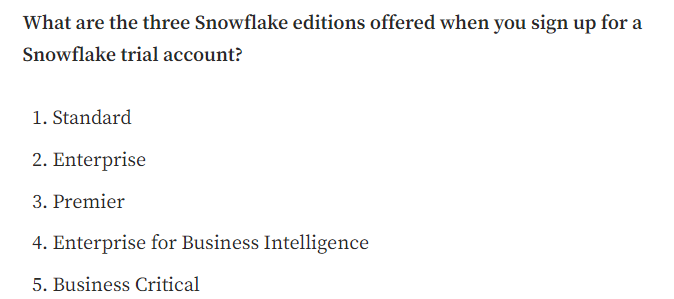 What are the three Snowflake editions offered when you sign up for a
Snowflake trial account?
1. Standard
2. Enterprise
3. Premier
4. Enterprise for Business Intelligence
5. Business Critical